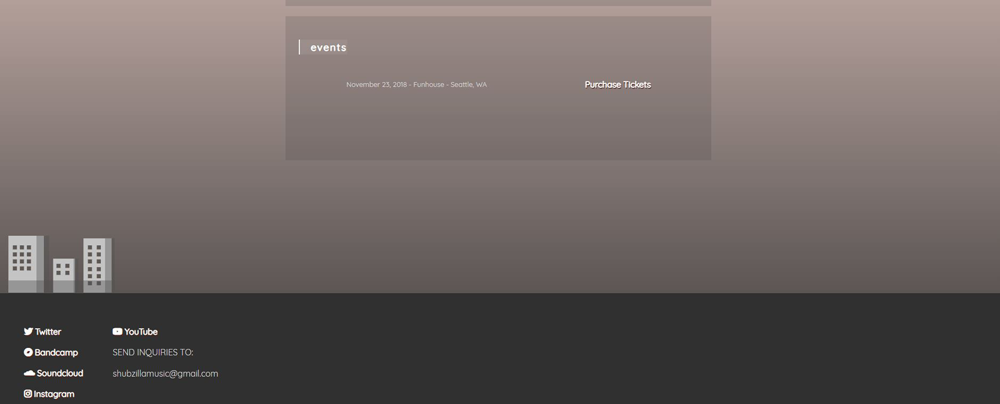 events
November 23, 2018 - Funhouse - Seattle, WA
Purchase Tickets
Twitter
Bandcamp
Soundcloud
Instagram
YouTube
SEND INQUIRIES TO:
shubzillamusic@gmail.com